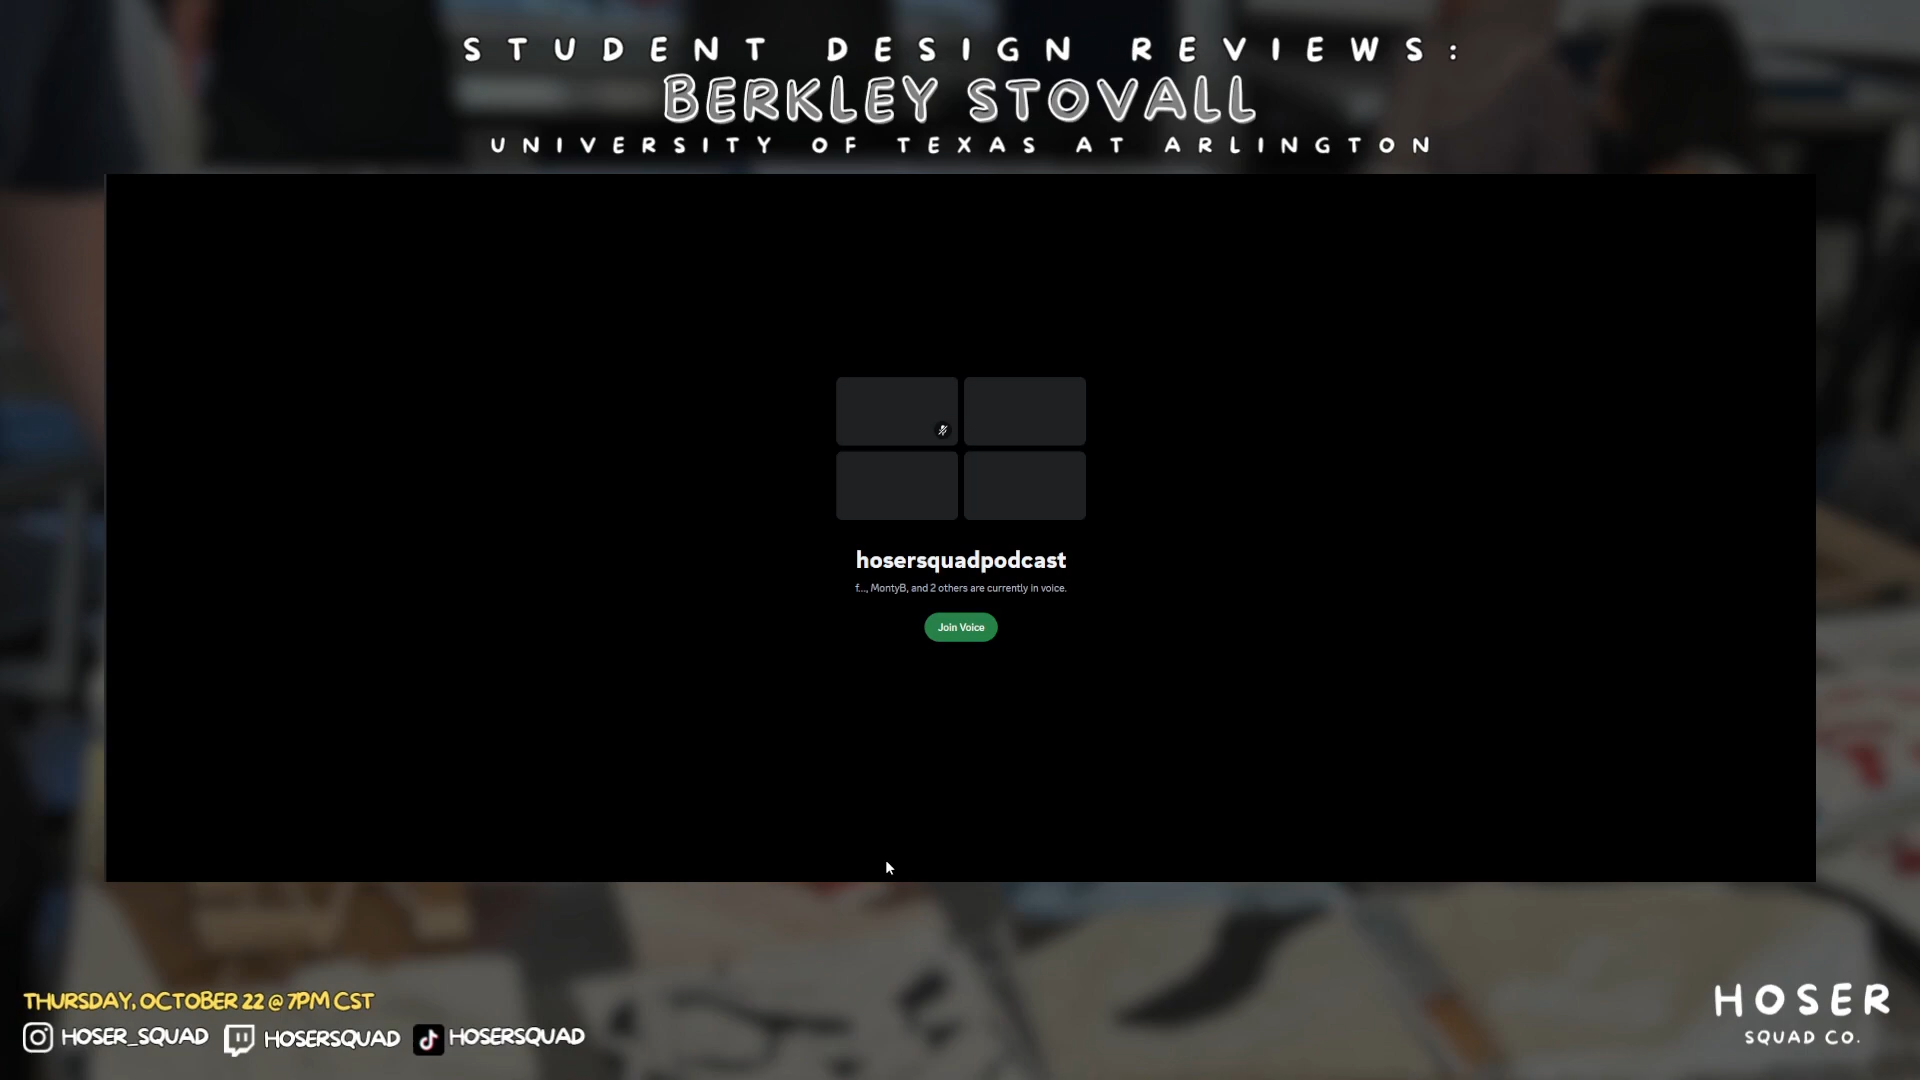 STUDENT DESIGN REVIEWS:
BERKLEY STOVALL
UNIVERSITY OF TEXAS AT ARLINGTON
hosersquadpodcast
f..., MontyB, and 2 others are currently in voice.
Join Voice
THURSDAY, OCTOBER 22 @ 7PM CST
HOSER_SQUAD HOSERSQUAD HOSERSQUAD
HOSER
SQUAD CO.